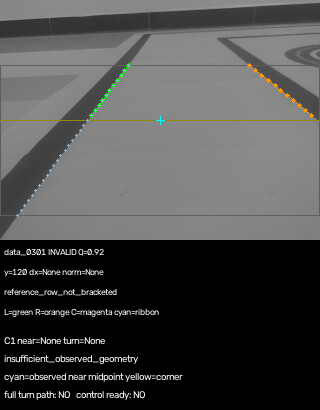 data_0301 INVALID Q=0.92
y=120 dx=None norm=None
reference_row_not_bracketed
L=green R=orange C=magenta cyan=ribbon
C1 near=None turn=None
insufficient_observed_geometry
cyan=observed near midpoint yellow=corner
full turn path: NO control ready: NO